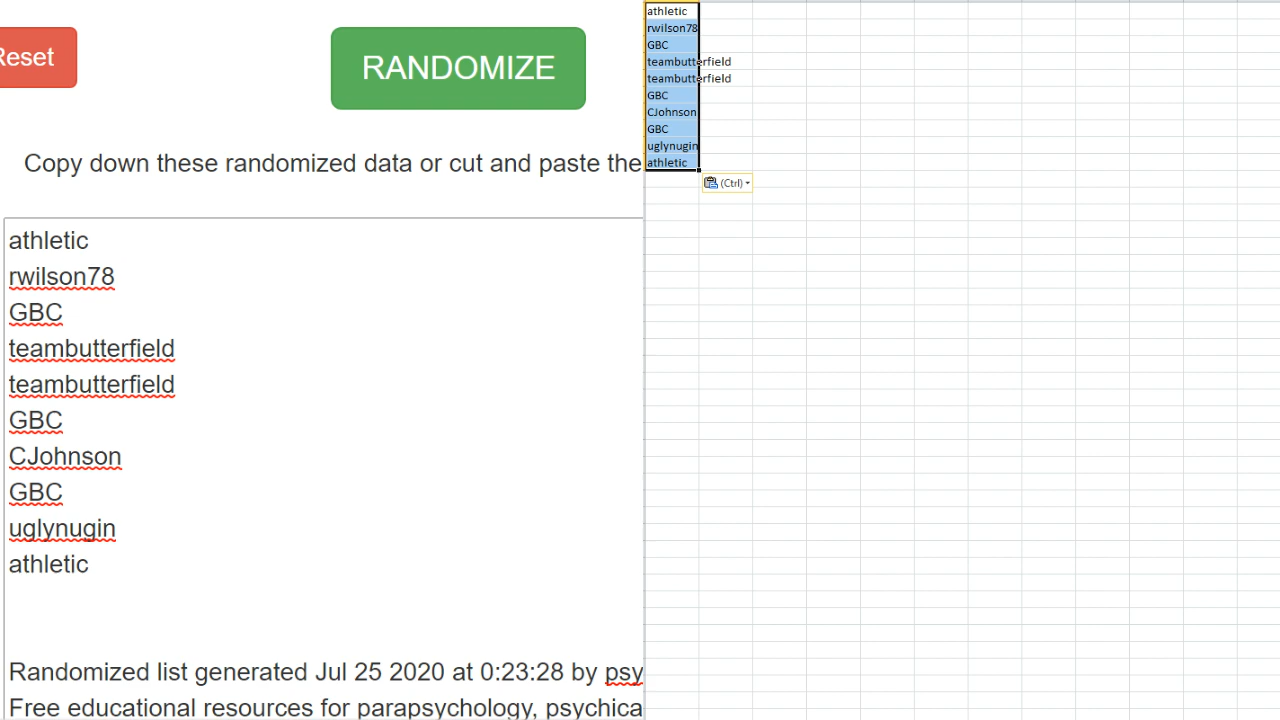 Reset
RANDOMIZE
Copy down these randomized data or cut and paste the
athletic
rwilson78
GBC
teambutterfield
teambutterfield
GBC
CJohnson
GBC
uglynugin
athletic
Randomized list generated Jul 25 2020 at 0:23:28 by psy
Free educational resources for parapsychology, psychica
athletic
rwilson78
GBC
teambutterfield
teambutterfield
GBC
CJohnson
GBC
uglynugin
athletic
(Ctrl)